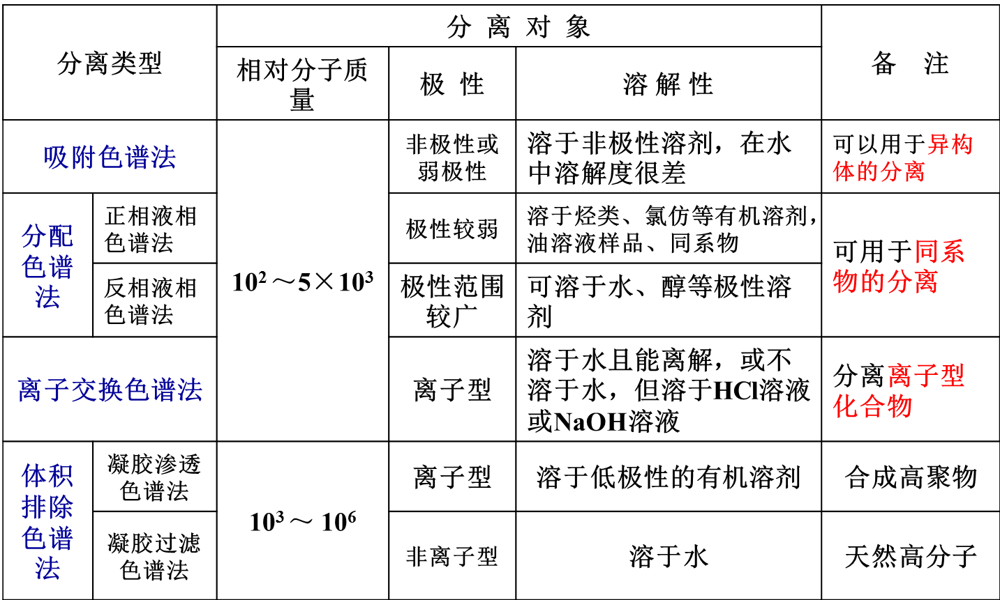 分离类型
分 离 对 象
备 注
相对分子质
量
极 性
溶 解 性
吸附色谱法
10² ～5×10³
非极性或
弱极性
溶于非极性溶剂，在水
中溶解度很差
可以用于异构
体的分离
分配
色谱
法
正相液相
色谱法
极性较弱
溶于烃类、氯仿等有机溶剂，
油溶液样品、同系物
可用于同系
物的分离
反相液相
色谱法
极性范围
较广
可溶于水、醇等极性溶
剂
离子交换色谱法
离子型
溶于水且能离解，或不
溶于水，但溶于HCl溶液
或NaOH溶液
分离离子型
化合物
体积
排除
色谱
法
凝胶渗透
色谱法
10³ ～ 10⁶
离子型
溶于低极性的有机溶剂
合成高聚物
凝胶过滤
色谱法
非离子型
溶于水
天然高分子